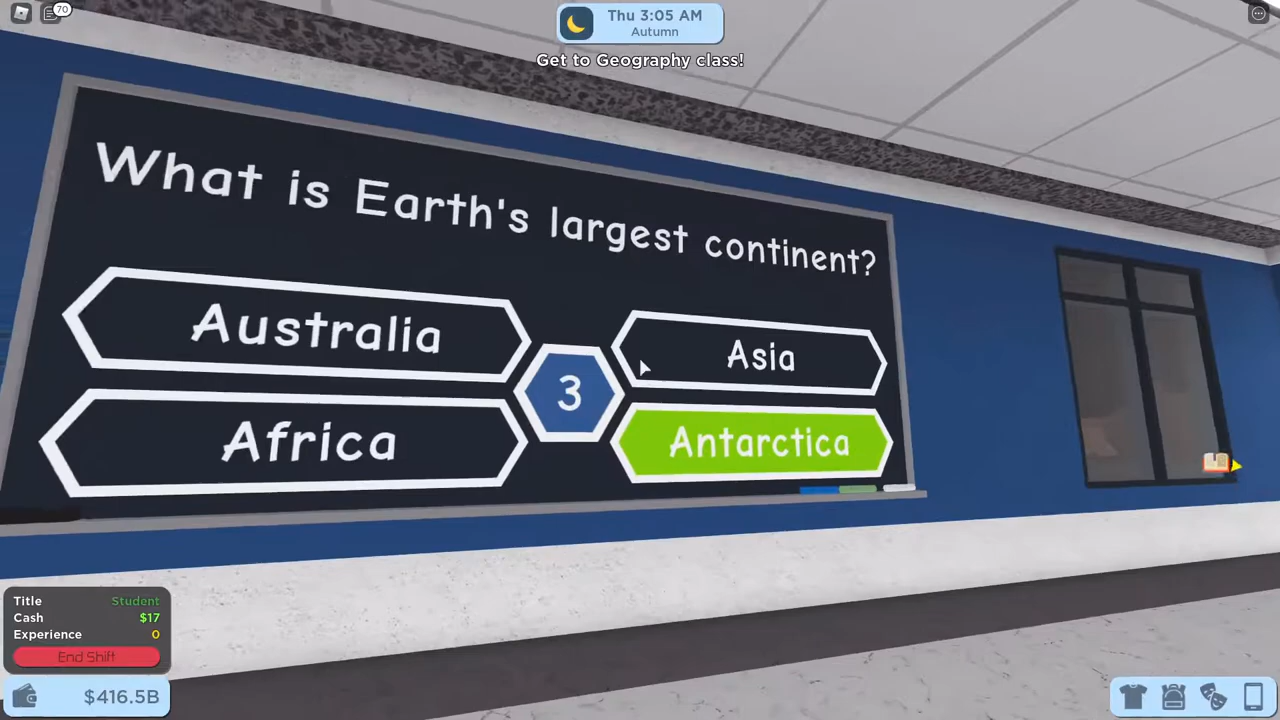 70
Thu 3:05 AM
Autumn
Get to Geography class!
What is Earth's largest continent?
Australia
Asia
3
Africa
Antarctica
Title Student
Cash $17
Experience 0
End Shift
$416.5B